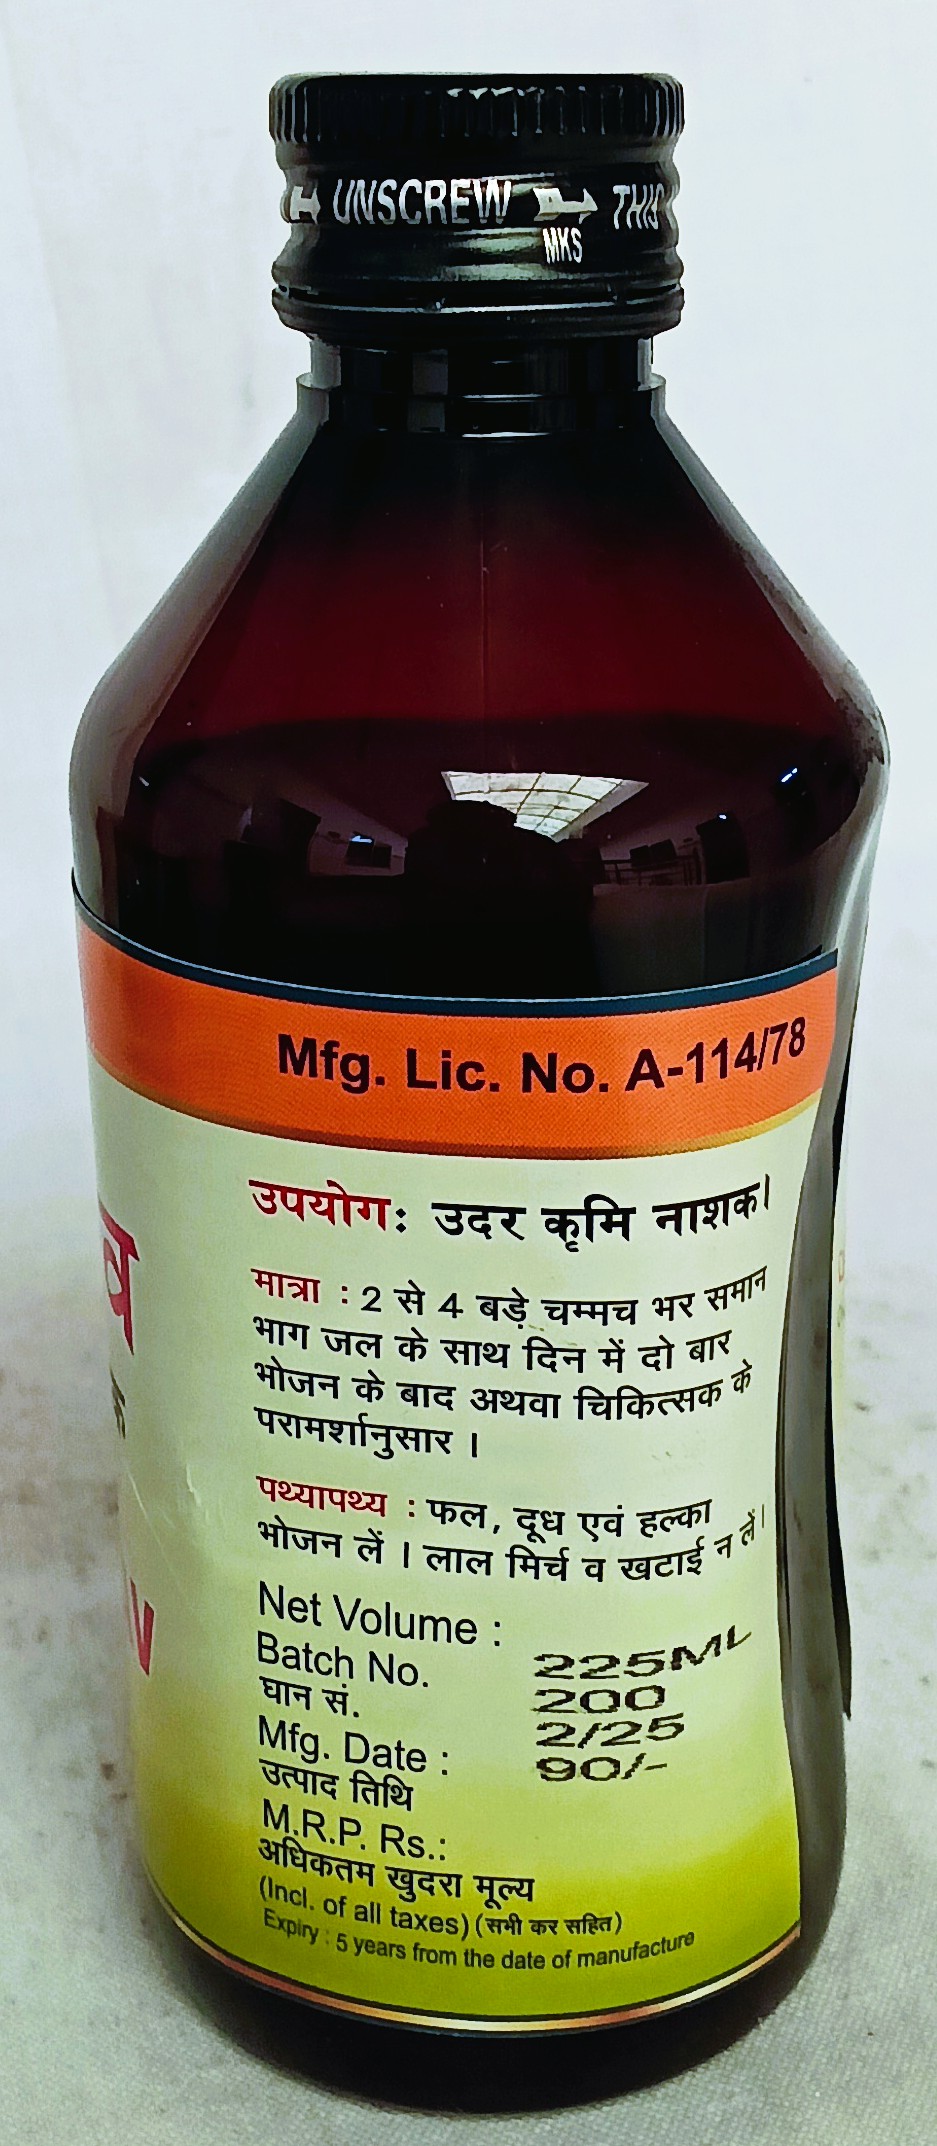 UNSCREW THIS
MKS
Mfg. Lic. No. A-114/78
उपयोग: उदर कृमि नाशक।
मात्रा : 2 से 4 बड़े चम्मच भर समान
भाग जल के साथ दिन में दो बार
भोजन के बाद अथवा चिकित्सक के
परामर्शानुसार ।
पथ्यापथ्य : फल, दूध एवं हल्का
भोजन लें । लाल मिर्च व खटाई न लें।
Net Volume : 225ML
Batch No. 200
घान सं.
Mfg. Date : 2/25
उत्पाद तिथि
M.R.P. Rs.: 90/-
अधिकतम खुदरा मूल्य
(Incl. of all taxes) (सभी कर सहित)
Expiry : 5 years from the date of manufacture